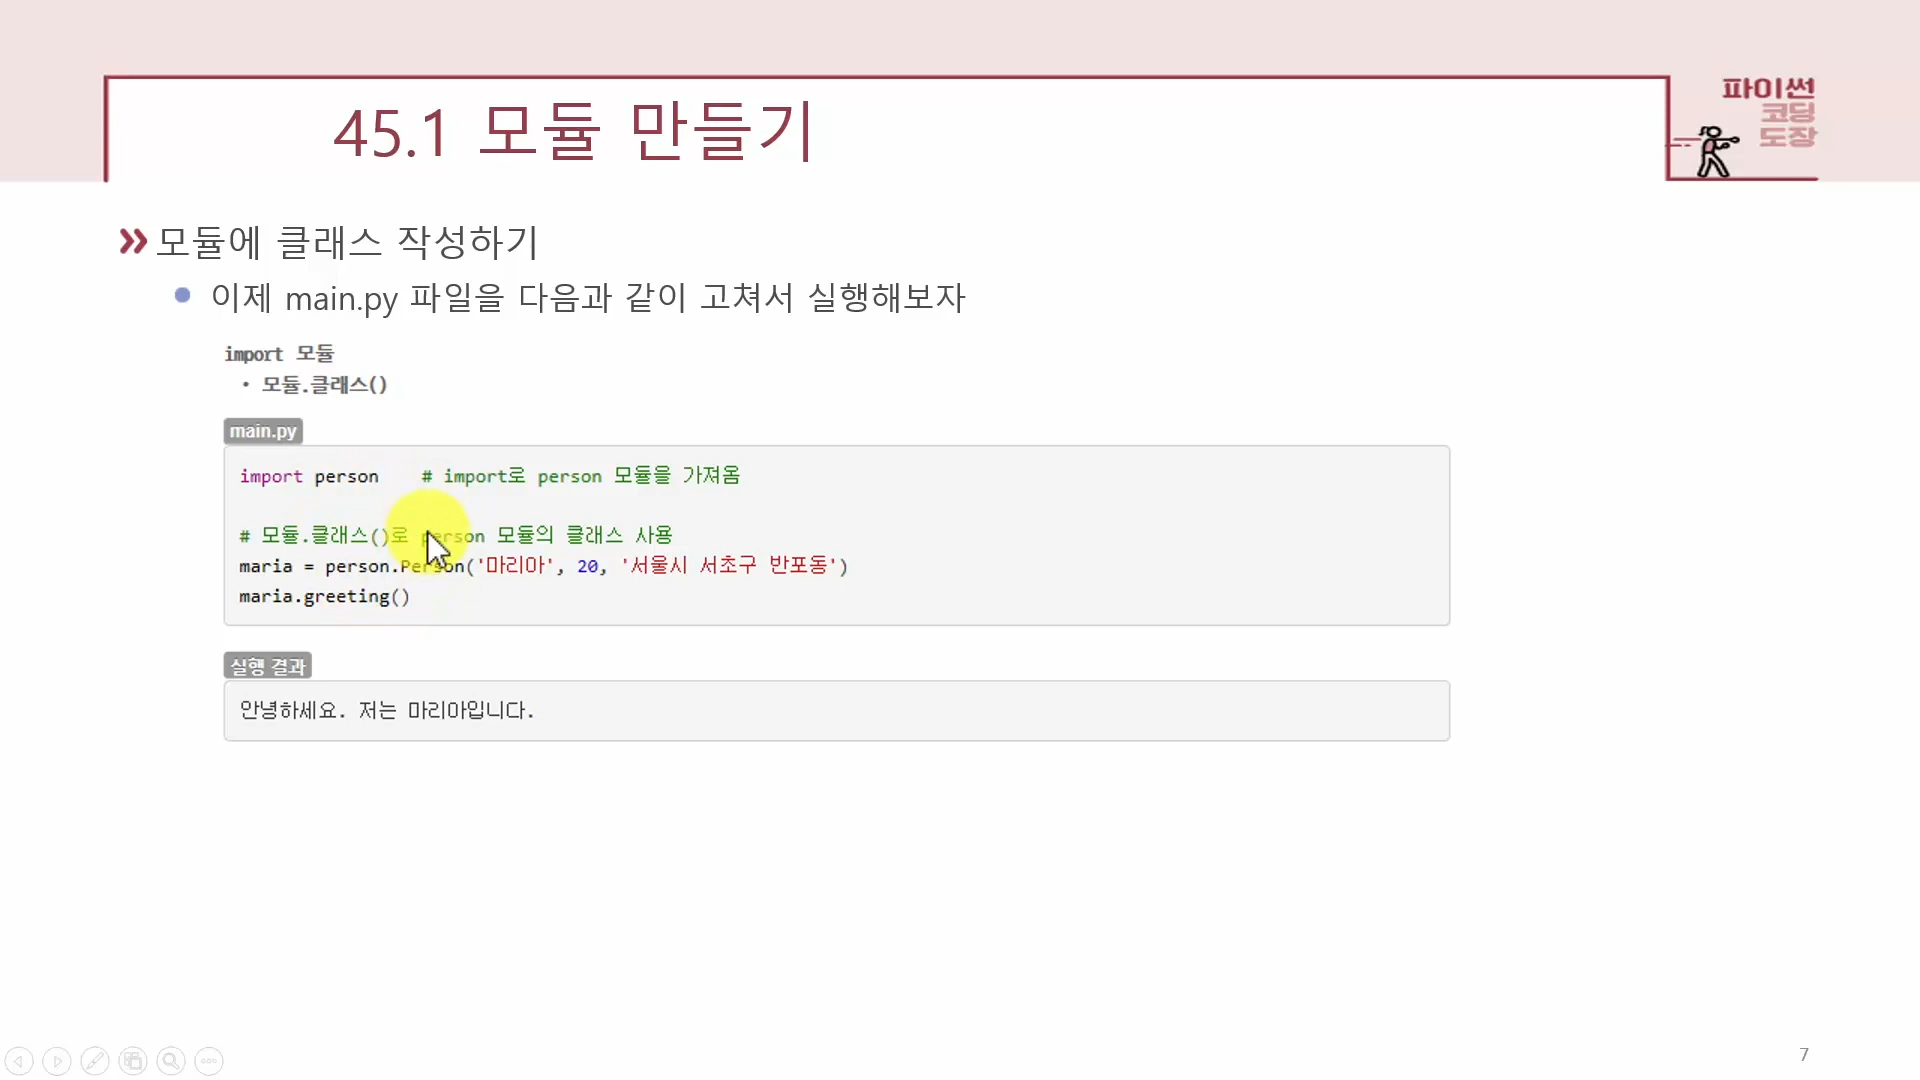 45.1 모듈 만들기
파이썬
코딩
도장
모듈에 클래스 작성하기
이제 main.py 파일을 다음과 같이 고쳐서 실행해보자
import 모듈
• 모듈.클래스()
main.py
import person    # import로 person 모듈을 가져옴
# 모듈.클래스()로 person 모듈의 클래스 사용
maria = person.Person('마리아', 20, '서울시 서초구 반포동')
maria.greeting()
실행 결과
안녕하세요. 저는 마리아입니다.
7